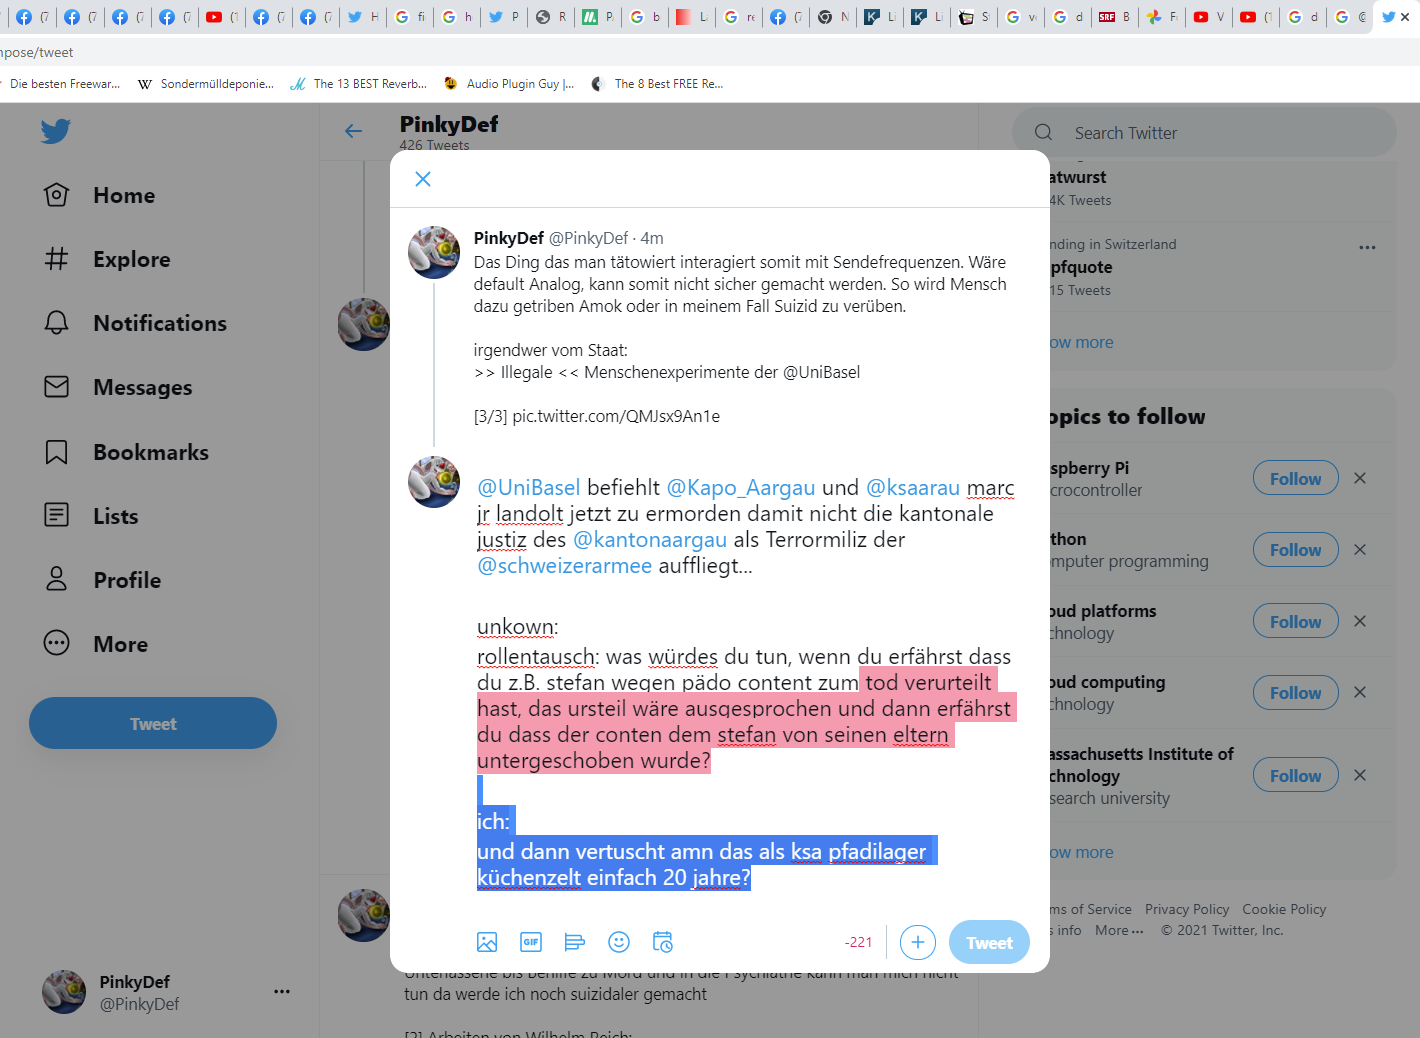 mpose/tweet
Die besten Freewar...
Sondermülldeponie...
The 13 BEST Reverb...
Audio Plugin Guy |...
The 8 Best FREE Re...
Home
Explore
Notifications
Messages
Bookmarks
Lists
Profile
More
Tweet
PinkyDef
@PinkyDef
PinkyDef
426 Tweets
PinkyDef @PinkyDef · 4m
Das Ding das man tätowiert interagiert somit mit Sendefrequenzen. Wäre
default Analog, kann somit nicht sicher gemacht werden. So wird Mensch
dazu getriben Amok oder in meinem Fall Suizid zu verüben.
irgendwer vom Staat:
>> Illegale << Menschenexperimente der @UniBasel
[3/3] pic.twitter.com/QMJsx9An1e
@UniBasel befiehlt @Kapo_Aargau und @ksaarau marc
jr landolt jetzt zu ermorden damit nicht die kantonale
justiz des @kantonaargau als Terrormiliz der
@schweizerarmee auffliegt...
unkown:
rollentausch: was würdes du tun, wenn du erfährst dass
du z.B. stefan wegen pädo content zum tod verurteilt
hast, das ursteil wäre ausgesprochen und dann erfährst
du dass der conten dem stefan von seinen eltern
untergeschoben wurde?
ich:
und dann vertuscht amn das als ksa pfadilager
küchenzelt einfach 20 jahre?
GIF
-221
Tweet
tun da werde ich noch suizidaler gemacht
[2] Arbeiten von Wilhelm Reich:
Search Twitter
atwurst
4K Tweets
nding in Switzerland
pfquote
15 Tweets
ow more
opics to follow
spberry Pi
crocontroller
Follow
thon
mputer programming
Follow
oud platforms
chnology
Follow
oud computing
chnology
Follow
assachusetts Institute of
chnology
search university
Follow
ow more
ms of Service Privacy Policy Cookie Policy
s info More ··· © 2021 Twitter, Inc.